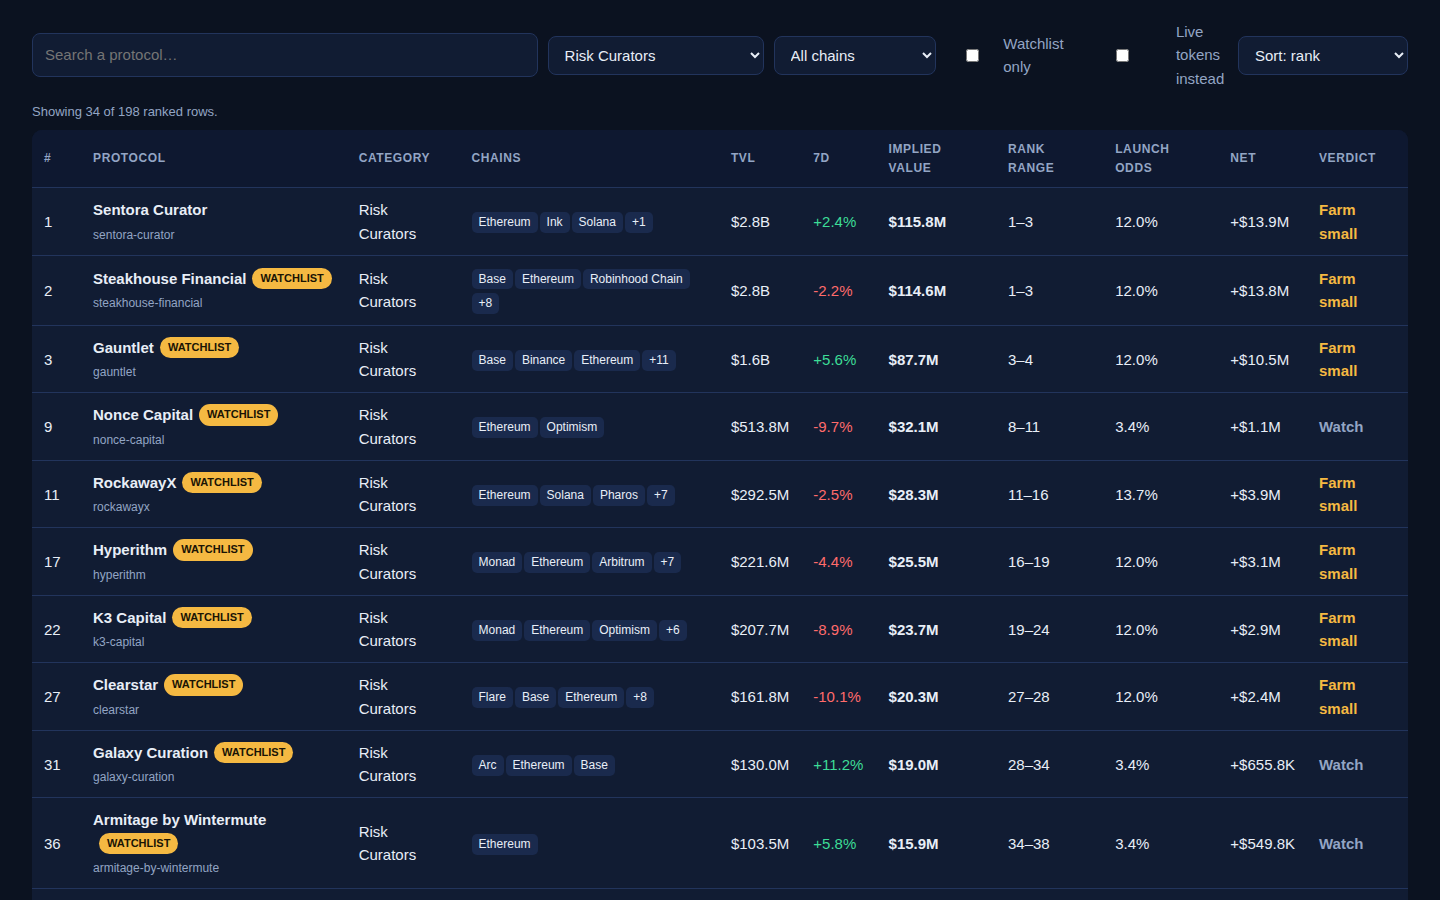 Search a protocol…
Risk Curators
All chains
Watchlist only
Live tokens instead
Sort: rank
Showing 34 of 198 ranked rows.
# PROTOCOL CATEGORY CHAINS TVL 7D IMPLIED VALUE RANK RANGE LAUNCH ODDS NET VERDICT
1 Sentora Curator sentora-curator Risk Curators Ethereum Ink Solana +1 $2.8B +2.4% $115.8M 1–3 12.0% +$13.9M Farm small
2 Steakhouse Financial WATCHLIST steakhouse-financial Risk Curators Base Ethereum Robinhood Chain +8 $2.8B -2.2% $114.6M 1–3 12.0% +$13.8M Farm small
3 Gauntlet WATCHLIST gauntlet Risk Curators Base Binance Ethereum +11 $1.6B +5.6% $87.7M 3–4 12.0% +$10.5M Farm small
9 Nonce Capital WATCHLIST nonce-capital Risk Curators Ethereum Optimism $513.8M -9.7% $32.1M 8–11 3.4% +$1.1M Watch
11 RockawayX WATCHLIST rockawayx Risk Curators Ethereum Solana Pharos +7 $292.5M -2.5% $28.3M 11–16 13.7% +$3.9M Farm small
17 Hyperithm WATCHLIST hyperithm Risk Curators Monad Ethereum Arbitrum +7 $221.6M -4.4% $25.5M 16–19 12.0% +$3.1M Farm small
22 K3 Capital WATCHLIST k3-capital Risk Curators Monad Ethereum Optimism +6 $207.7M -8.9% $23.7M 19–24 12.0% +$2.9M Farm small
27 Clearstar WATCHLIST clearstar Risk Curators Flare Base Ethereum +8 $161.8M -10.1% $20.3M 27–28 12.0% +$2.4M Farm small
31 Galaxy Curation WATCHLIST galaxy-curation Risk Curators Arc Ethereum Base $130.0M +11.2% $19.0M 28–34 3.4% +$655.8K Watch
36 Armitage by Wintermute WATCHLIST armitage-by-wintermute Risk Curators Ethereum $103.5M +5.8% $15.9M 34–38 3.4% +$549.8K Watch